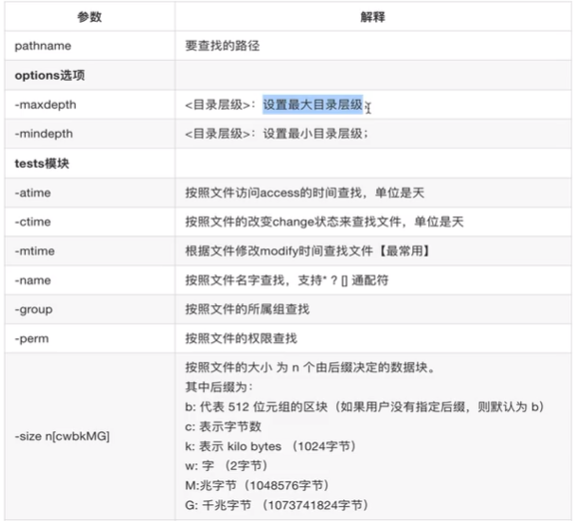 参数 解释
pathname 要查找的路径
options选项
-maxdepth <目录层级>：设置最大目录层级；
-mindepth <目录层级>：设置最小目录层级；
tests模块
-atime 按照文件访问access的时间查找，单位是天
-ctime 按照文件的改变change状态来查找文件，单位是天
-mtime 根据文件修改modify时间查找文件【最常用】
-name 按照文件名字查找，支持* ? [] 通配符
-group 按照文件的所属组查找
-perm 按照文件的权限查找
-size n[cwbkMG]
按照文件的大小 为 n 个由后缀决定的数据块。
其中后缀为：
b: 代表 512 位元组的区块（如果用户没有指定后缀，则默认为 b）
c: 表示字节数
k: 表示 kilo bytes （1024字节）
w: 字 （2字节）
M:兆字节（1048576字节）
G: 千兆字节 （1073741824字节）